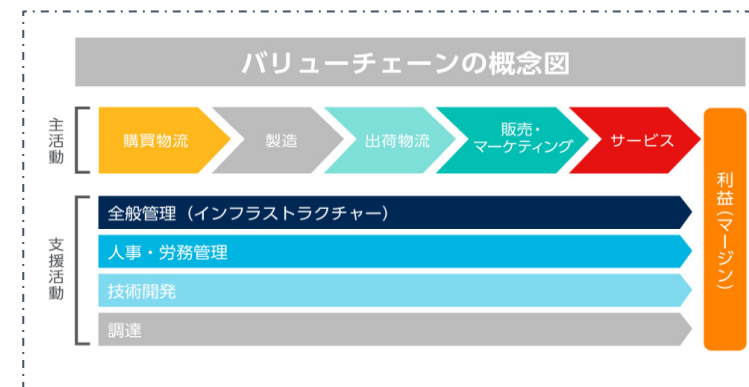 バリューチェーンの概念図
主活動
購買物流
製造
出荷物流
販売・
マーケティング
サービス
利益(マージン)
支援活動
全般管理（インフラストラクチャー）
人事・労務管理
技術開発
調達